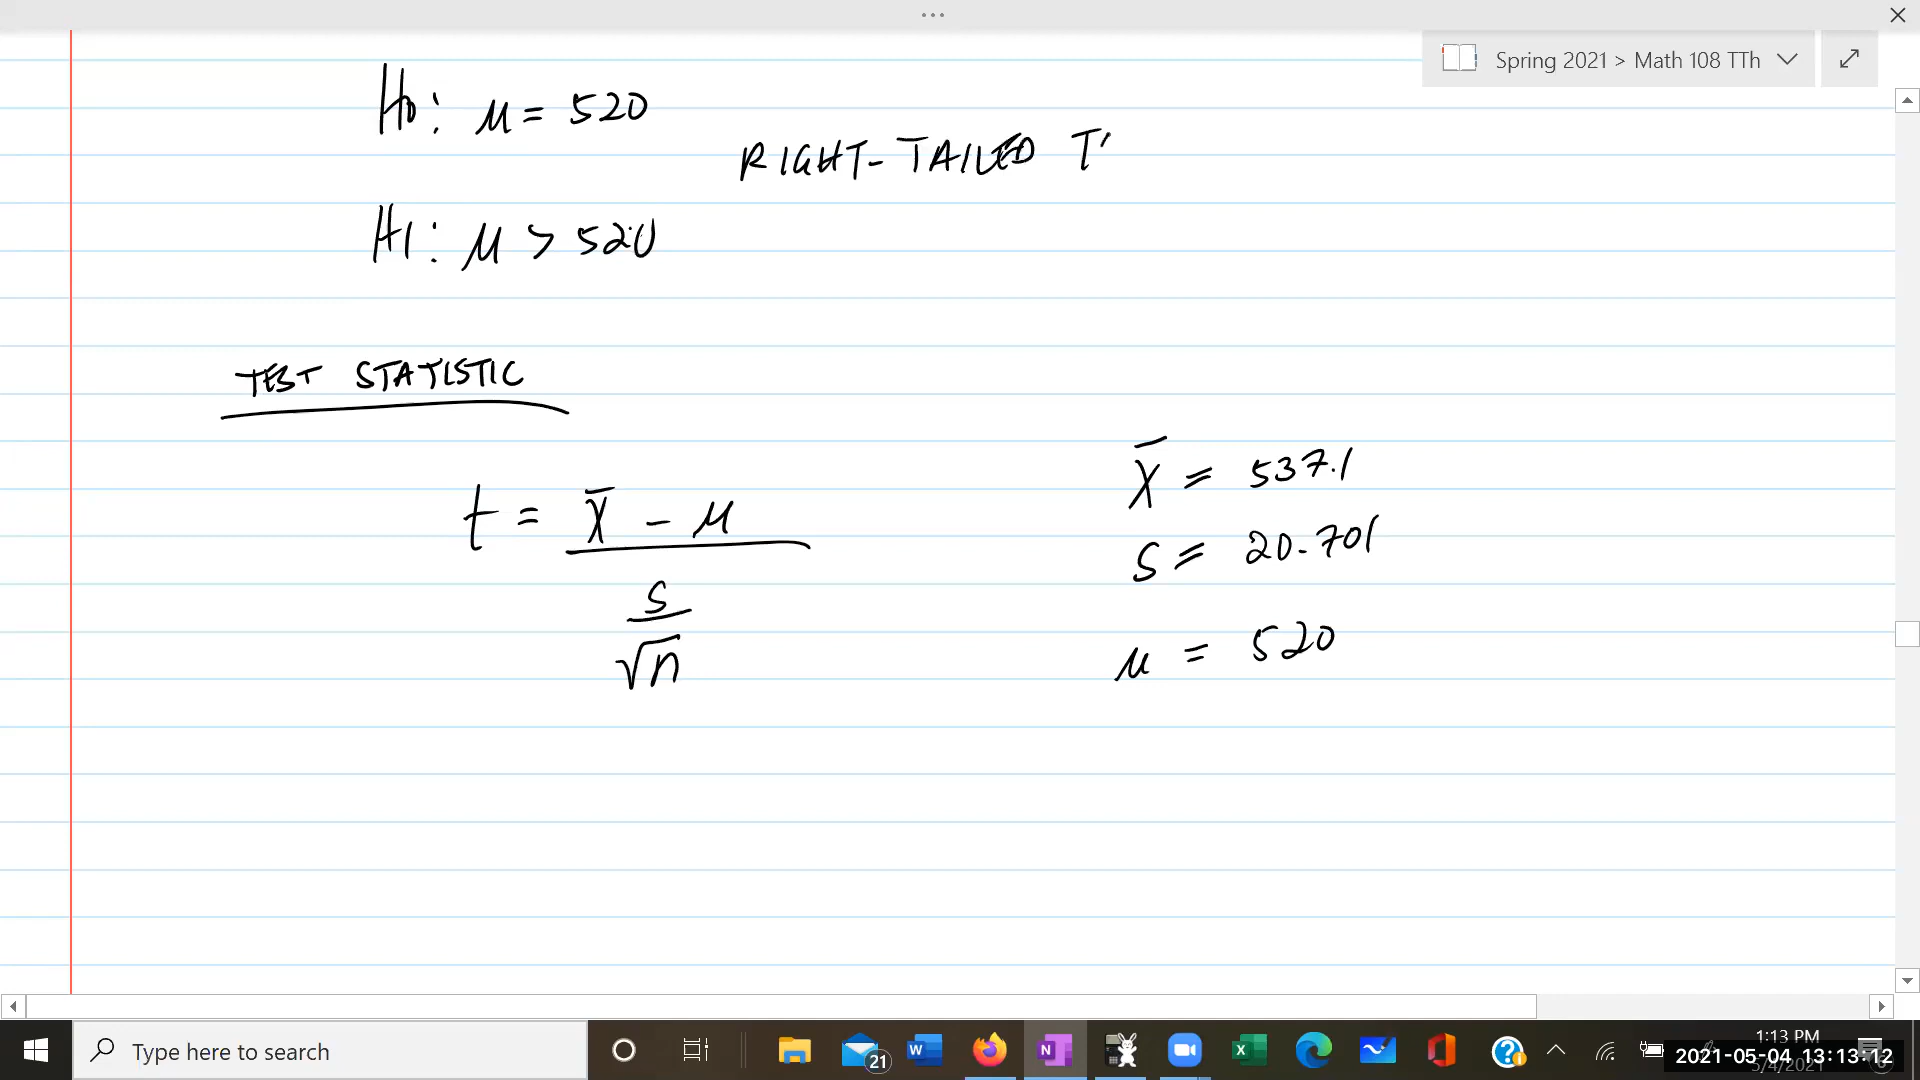 Spring 2021 > Math 108 TTh
H0: μ = 520
RIGHT-TAILED T
H1: μ > 520
TEST STATISTIC
t = x̄ - μ
s
√n
x̄ = 537.1
s = 20.701
μ = 520
Type here to search
21
1:13 PM
2021-05-04 13:13:12